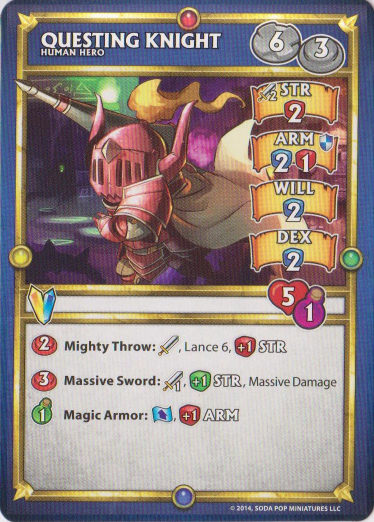 QUESTING KNIGHT
HUMAN HERO
6 3
2 STR
2
ARM
2 1
WILL
2
DEX
2
5
1
2 Mighty Throw: , Lance 6, +1 STR
3 Massive Sword: 1, +1 STR, Massive Damage
1 Magic Armor: , +1 ARM
© 2014, SODA POP MINIATURES LLC